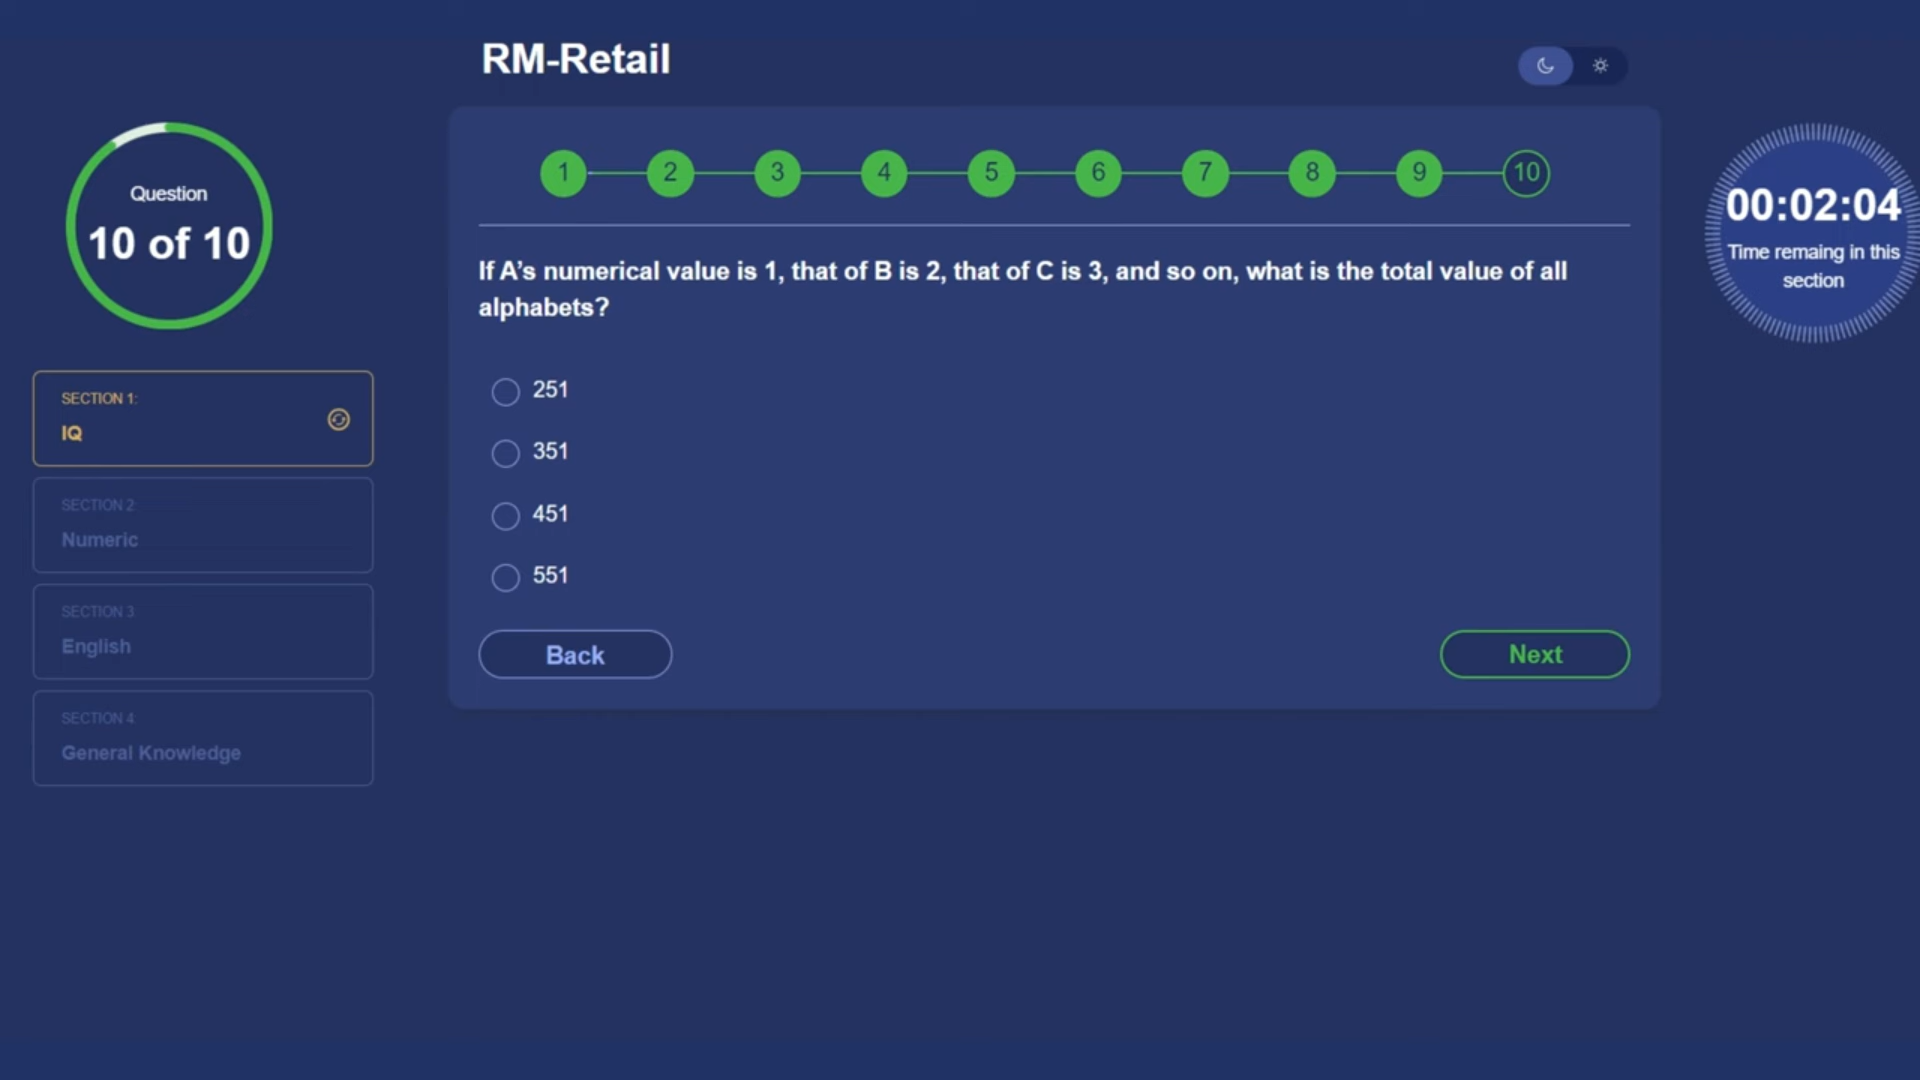 RM-Retail
Question
10 of 10
1 2 3 4 5 6 7 8 9 10
00:02:04
Time remaing in this
section
If A’s numerical value is 1, that of B is 2, that of C is 3, and so on, what is the total value of all
alphabets?
251
351
451
551
Back
Next
SECTION 1:
IQ
SECTION 2:
Numeric
SECTION 3:
English
SECTION 4:
General Knowledge